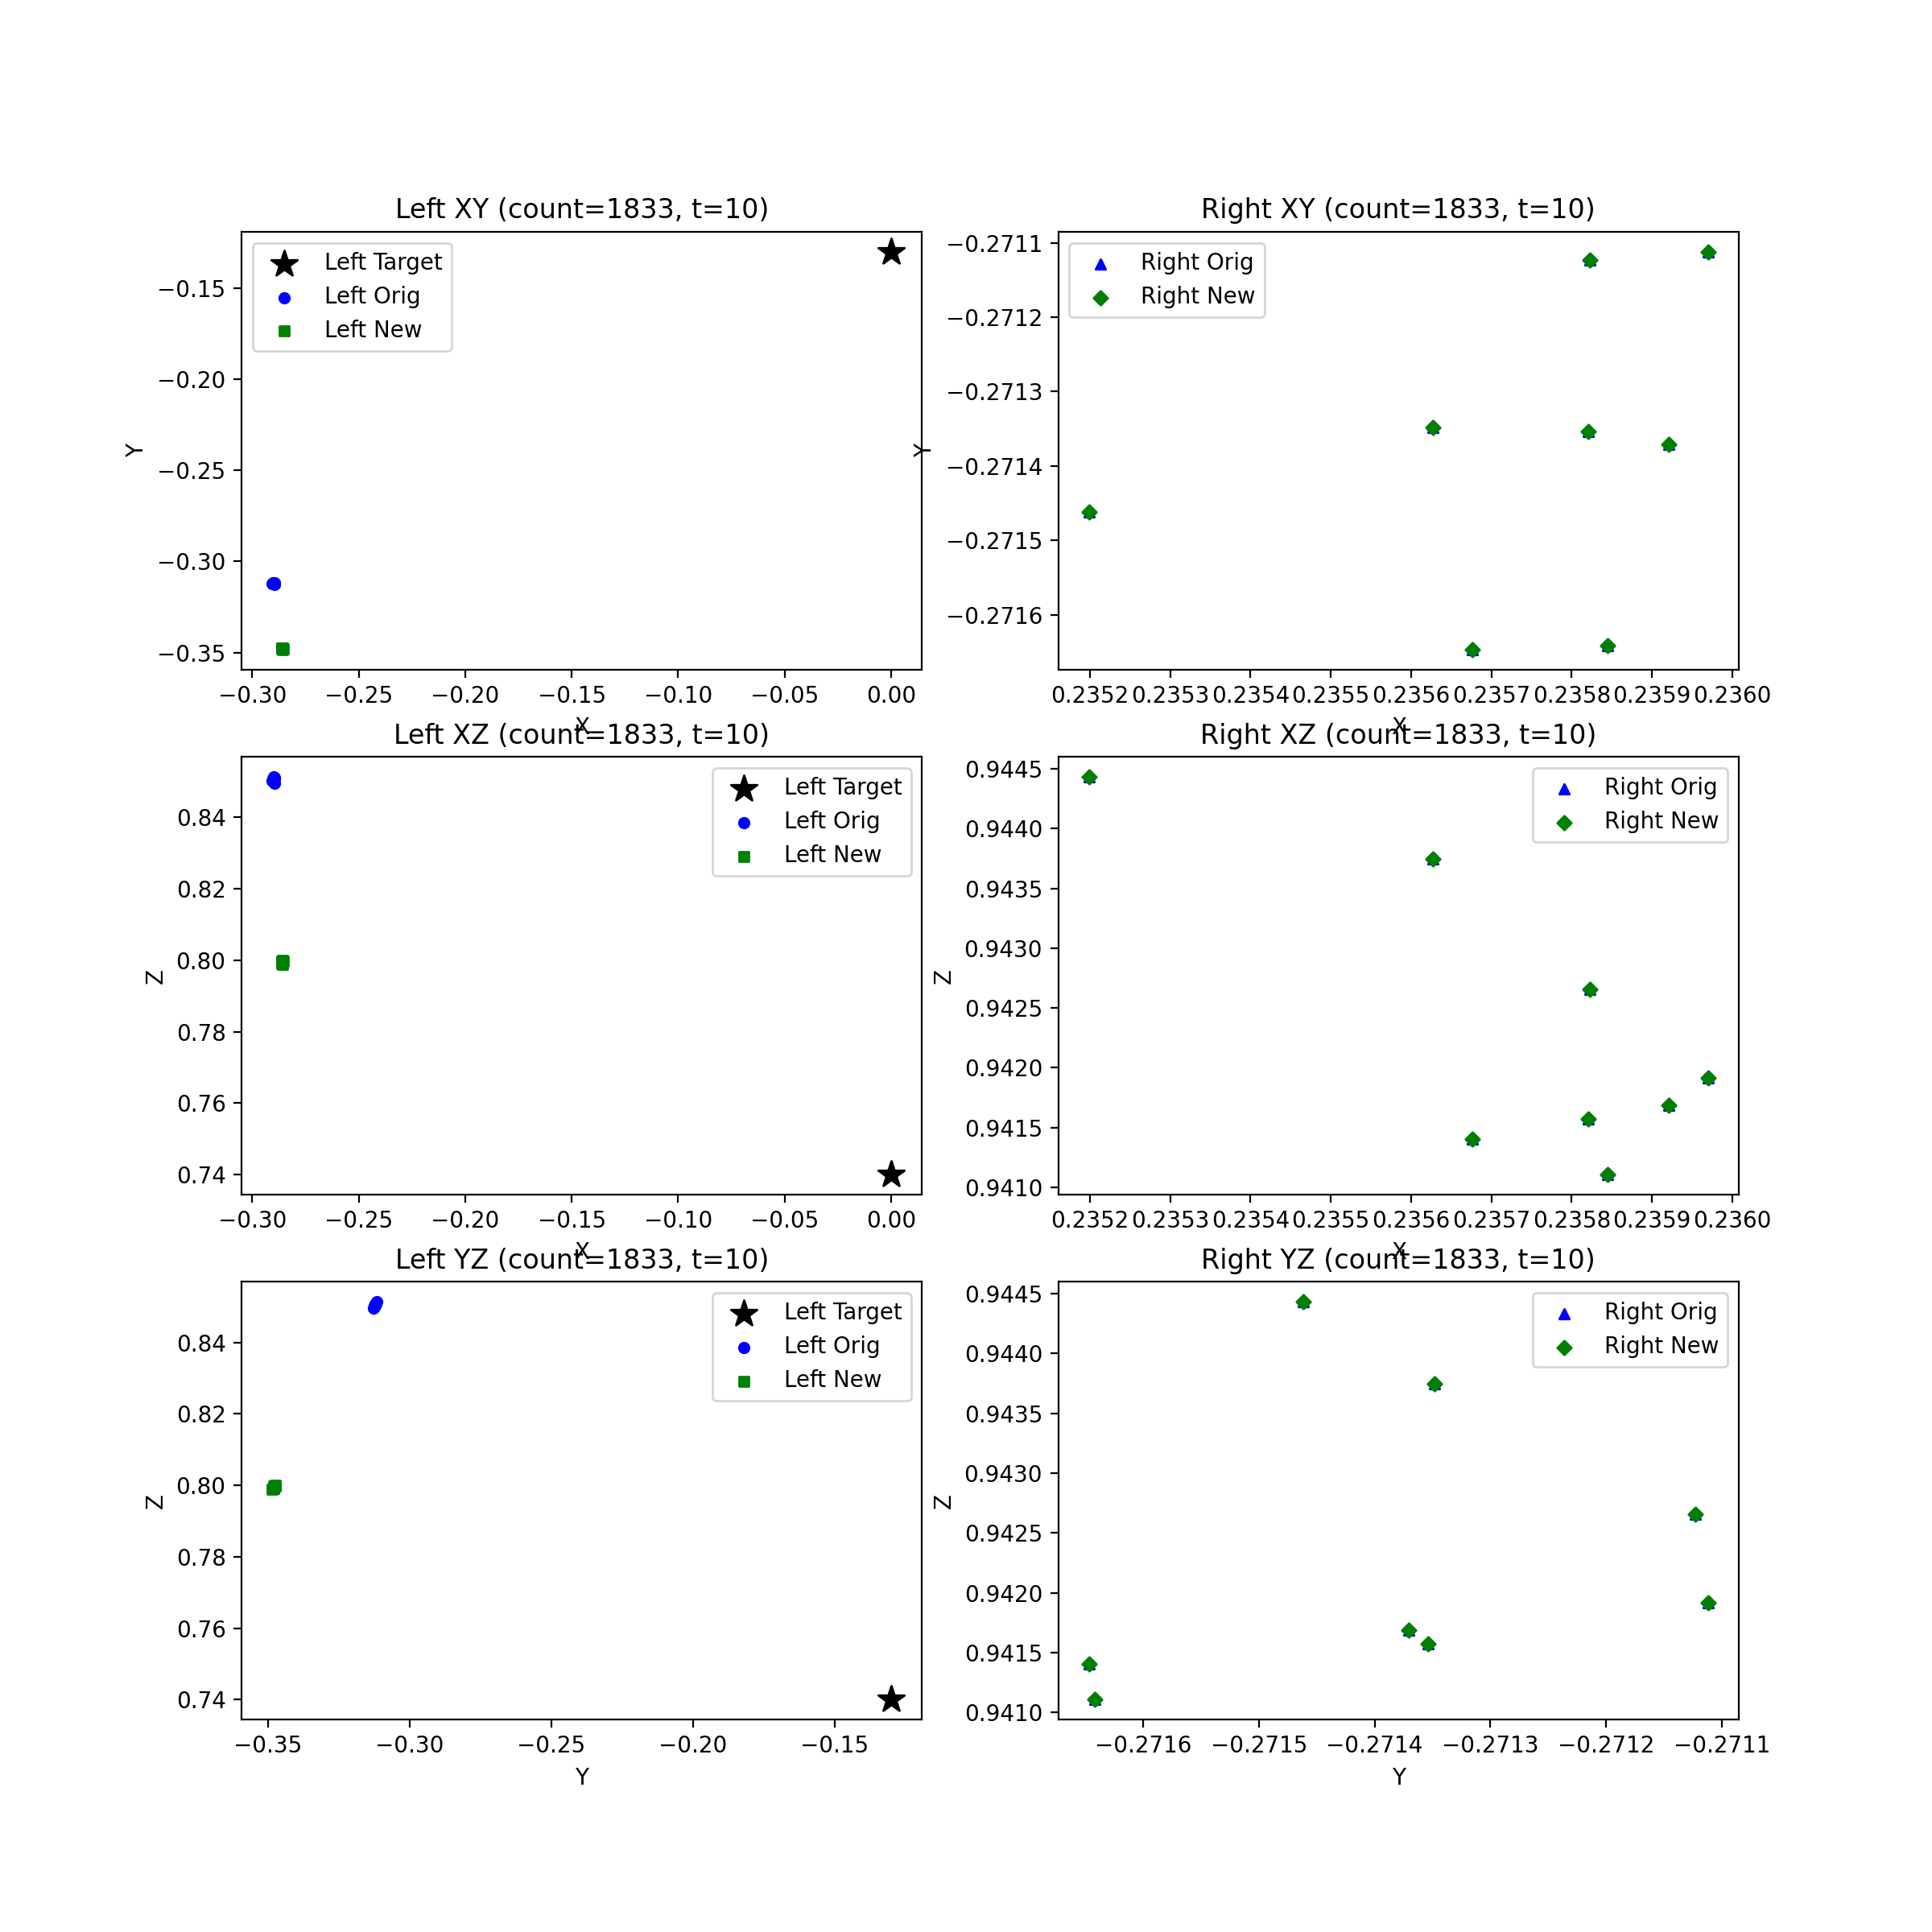 Left XY (count=1833, t=10)
Left Target
Left Orig
Left New
−0.15
−0.20
−0.25
−0.30
−0.35
Y
−0.30 −0.25 −0.20 −0.15 −0.10 −0.05 0.00
X
Right XY (count=1833, t=10)
Right Orig
Right New
−0.2711
−0.2712
−0.2713
−0.2714
−0.2715
−0.2716
Y
0.2352 0.2353 0.2354 0.2355 0.2356 0.2357 0.2358 0.2359 0.2360
X
Left XZ (count=1833, t=10)
Left Target
Left Orig
Left New
0.84
0.82
0.80
0.78
0.76
0.74
Z
−0.30 −0.25 −0.20 −0.15 −0.10 −0.05 0.00
X
Right XZ (count=1833, t=10)
Right Orig
Right New
0.9445
0.9440
0.9435
0.9430
0.9425
0.9420
0.9415
0.9410
Z
0.2352 0.2353 0.2354 0.2355 0.2356 0.2357 0.2358 0.2359 0.2360
X
Left YZ (count=1833, t=10)
Left Target
Left Orig
Left New
0.84
0.82
0.80
0.78
0.76
0.74
Z
−0.35 −0.30 −0.25 −0.20 −0.15
Y
Right YZ (count=1833, t=10)
Right Orig
Right New
0.9445
0.9440
0.9435
0.9430
0.9425
0.9420
0.9415
0.9410
Z
−0.2716 −0.2715 −0.2714 −0.2713 −0.2712 −0.2711
Y